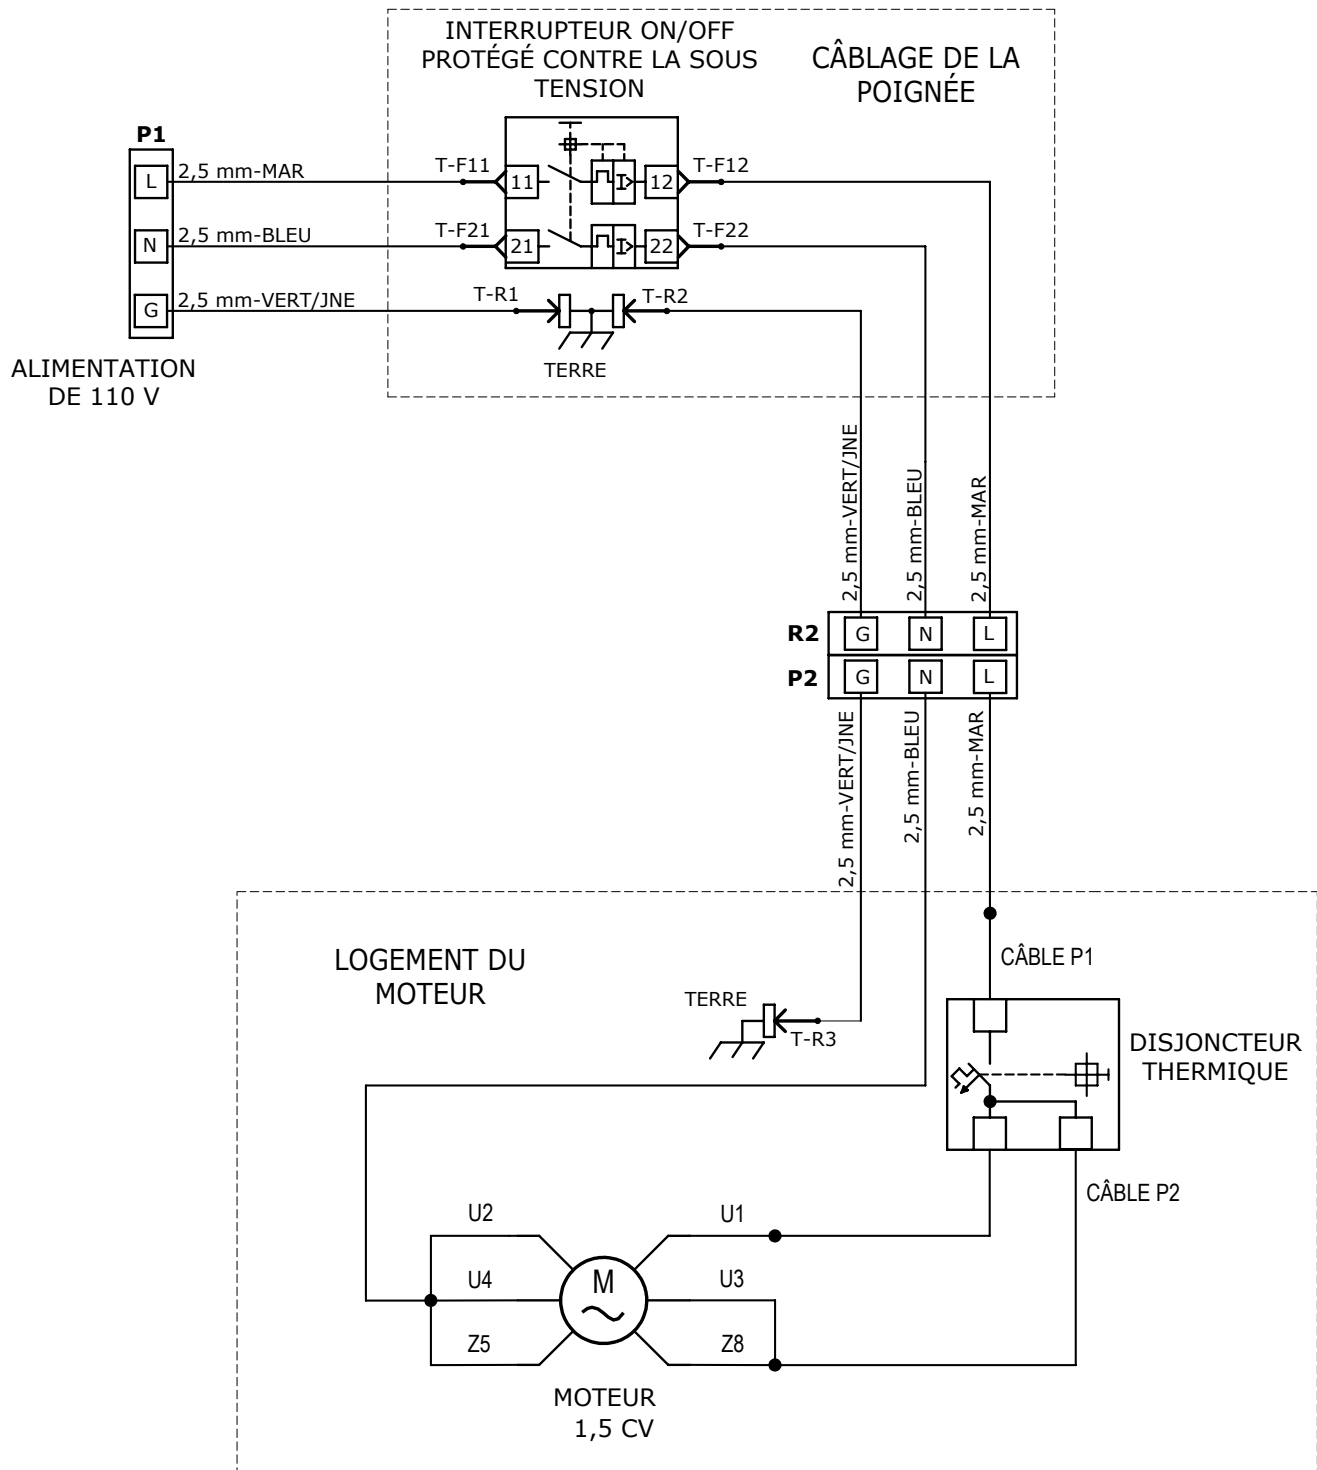 INTERRUPTEUR ON/OFF
PROTÉGÉ CONTRE LA SOUS
TENSION
CÂBLAGE DE LA
POIGNÉE
P1
L
2,5 mm-MAR
T-F11
11
12
T-F12
N
2,5 mm-BLEU
T-F21
21
22
T-F22
G
2,5 mm-VERT/JNE
T-R1
T-R2
TERRE
ALIMENTATION
DE 110 V
2,5 mm-VERT/JNE
2,5 mm-BLEU
2,5 mm-MAR
R2
G
N
L
P2
G
N
L
2,5 mm-VERT/JNE
2,5 mm-BLEU
2,5 mm-MAR
LOGEMENT DU
MOTEUR
CÂBLE P1
TERRE
T-R3
DISJONCTEUR
THERMIQUE
CÂBLE P2
U2
U1
U4
M
U3
Z5
Z8
MOTEUR
1,5 CV